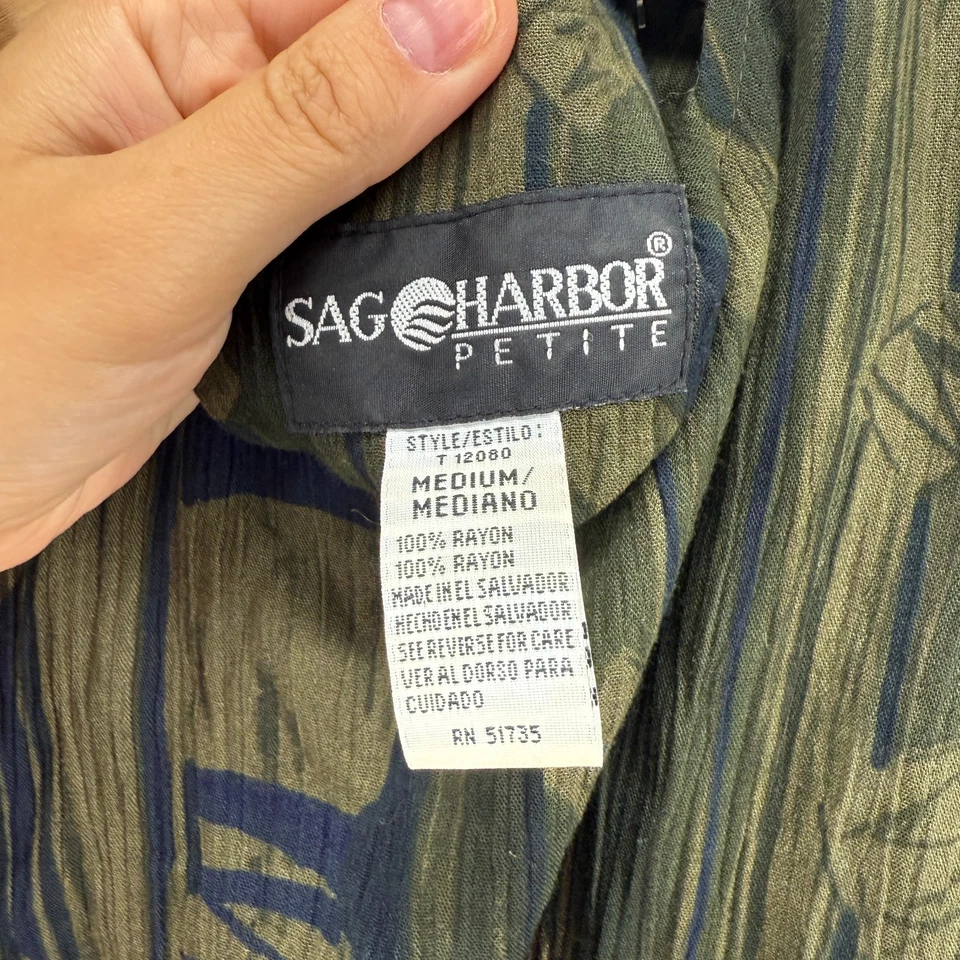 SAG HARBOR®
PETITE
STYLE/ESTILO:
T 12080
MEDIUM/
MEDIANO
100% RAYON
100% RAYON
MADE IN EL SALVADOR
HECHO EN EL SALVADOR
SEE REVERSE FOR CARE
VER AL DORSO PARA
CUIDADO
RN 51735